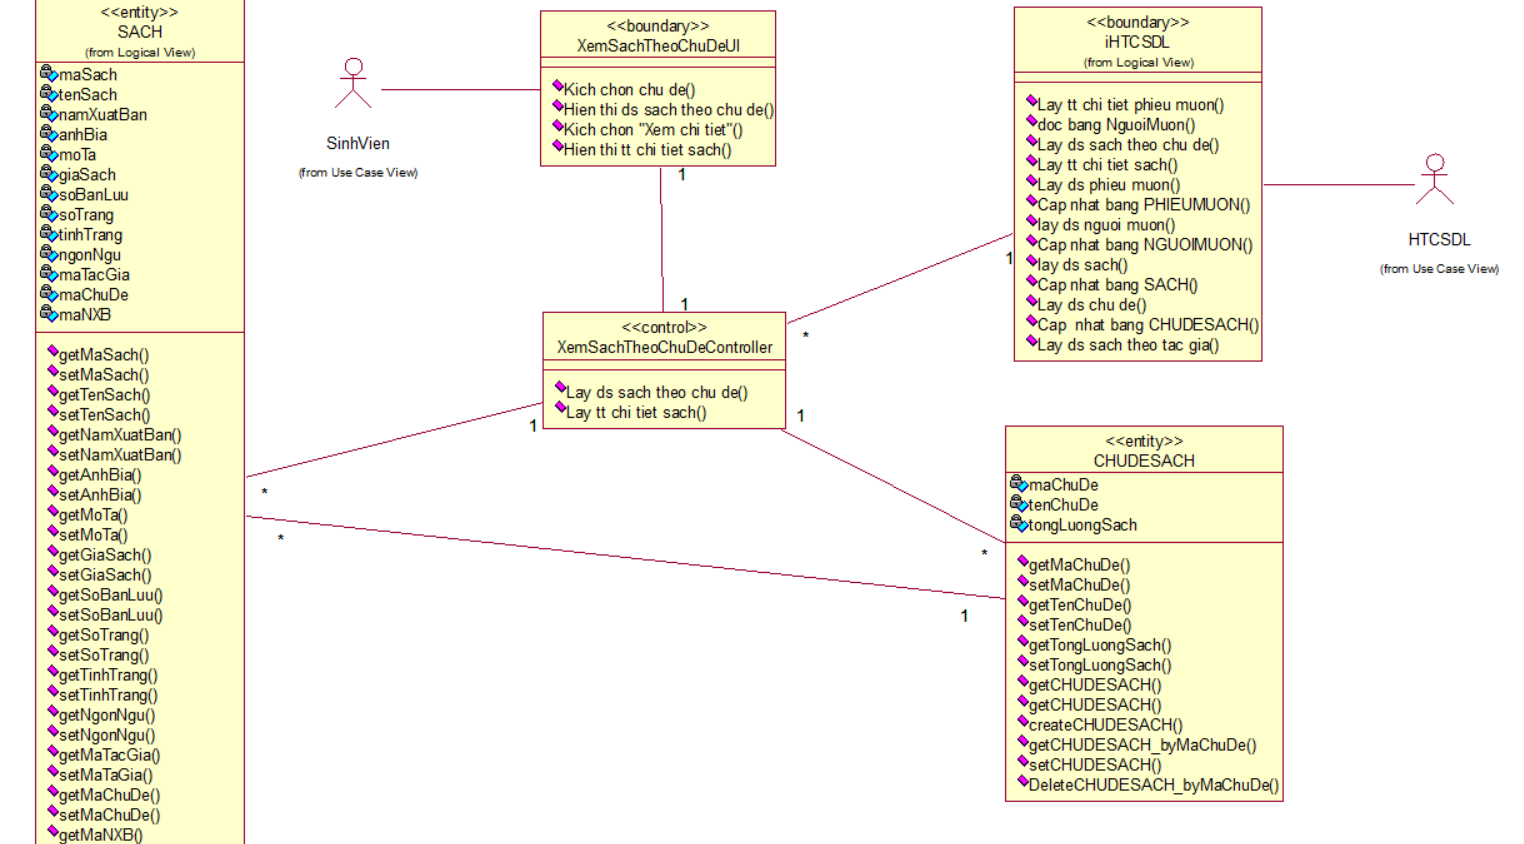 <<entity>>
SACH
(from Logical View)
maSach
tenSach
namXuatBan
anhBia
moTa
giaSach
soBanLuu
soTrang
tinhTrang
ngonNgu
maTacGia
maChuDe
maNXB
getMaSach()
setMaSach()
getTenSach()
setTenSach()
getNamXuatBan()
setNamXuatBan()
getAnhBia()
setAnhBia()
getMoTa()
setMoTa()
getGiaSach()
setGiaSach()
getSoBanLuu()
setSoBanLuu()
getSoTrang()
setSoTrang()
getTinhTrang()
setTinhTrang()
getNgonNgu()
setNgonNgu()
getMaTacGia()
setMaTaGia()
getMaChuDe()
setMaChuDe()
getMaNXB()
SinhVien
(from Use Case View)
<<boundary>>
XemSachTheoChuDeUI
Kich chon chu de()
Hien thi ds sach theo chu de()
Kich chon "Xem chi tiet"()
Hien thi tt chi tiet sach()
1
1
<<control>>
XemSachTheoChuDeController
Lay ds sach theo chu de()
Lay tt chi tiet sach()
1
*
*
1
*
1
1
*
<<boundary>>
iHTCSDL
(from Logical View)
Lay tt chi tiet phieu muon()
doc bang NguoiMuon()
Lay ds sach theo chu de()
Lay tt chi tiet sach()
Lay ds phieu muon()
Cap nhat bang PHIEUMUON()
lay ds nguoi muon()
Cap nhat bang NGUOIMUON()
lay ds sach()
Cap nhat bang SACH()
Lay ds chu de()
Cap  nhat bang CHUDESACH()
Lay ds sach theo tac gia()
HTCSDL
(from Use Case View)
<<entity>>
CHUDESACH
maChuDe
tenChuDe
tongLuongSach
getMaChuDe()
setMaChuDe()
getTenChuDe()
setTenChuDe()
getTongLuongSach()
setTongLuongSach()
getCHUDESACH()
getCHUDESACH()
createCHUDESACH()
getCHUDESACH_byMaChuDe()
setCHUDESACH()
DeleteCHUDESACH_byMaChuDe()